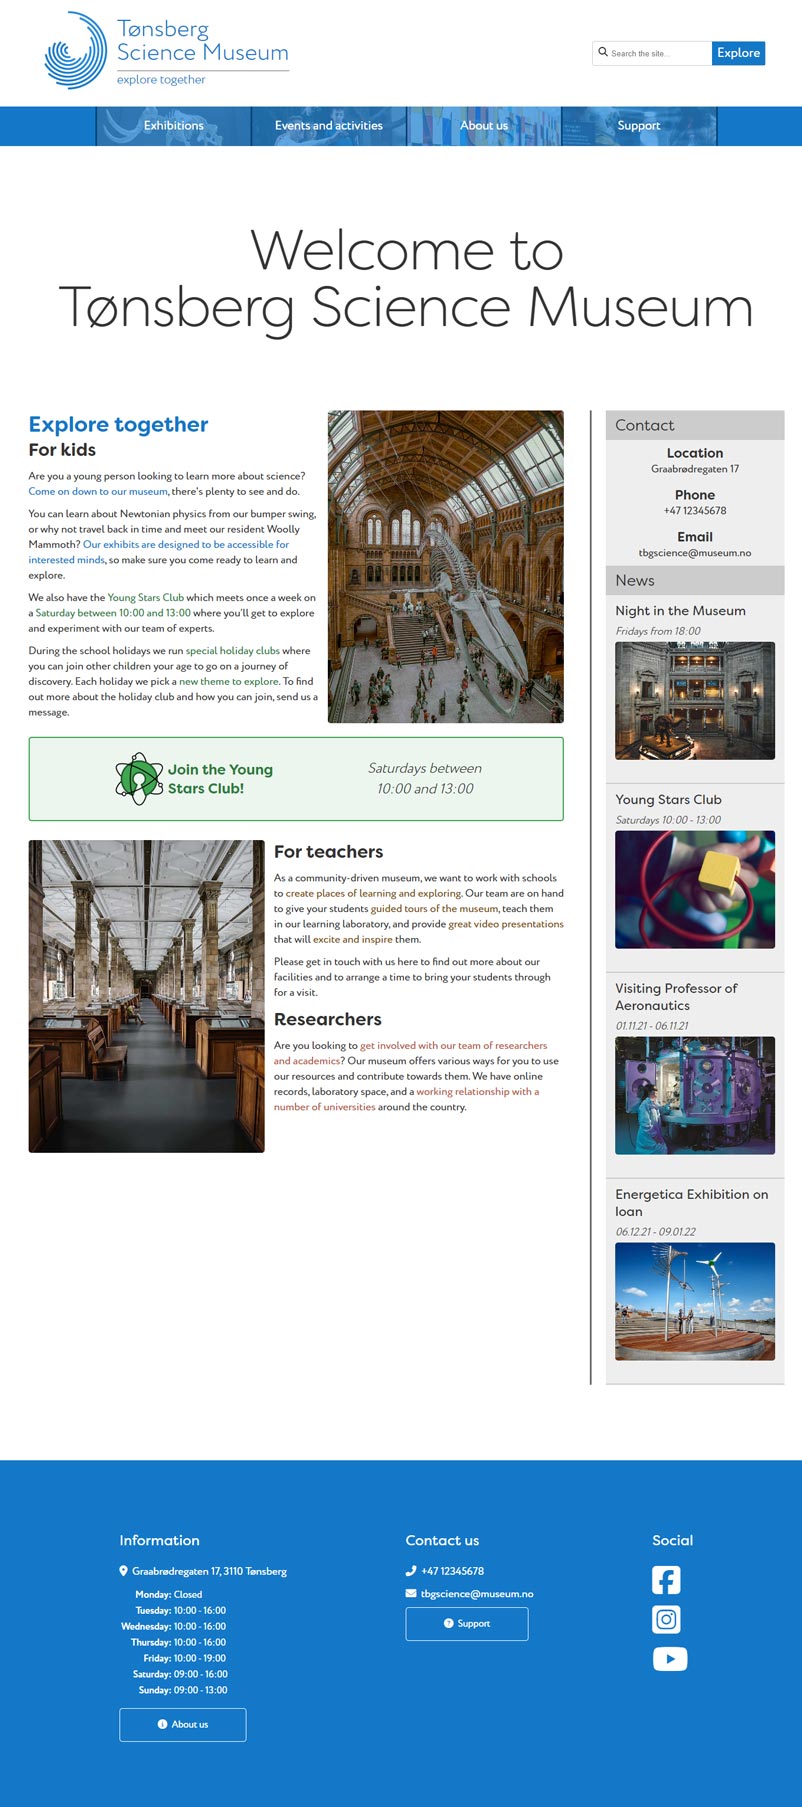 Tønsberg
Science Museum
explore together
Search the site...
Explore
Exhibitions
Events and activities
About us
Support
Welcome to
Tønsberg Science Museum
Explore together
For kids
Are you a young person looking to learn more about science?
Come on down to our museum, there's plenty to see and do.
You can learn about Newtonian physics from our bumper swing,
or why not travel back in time and meet our resident Woolly
Mammoth? Our exhibits are designed to be accessible for
interested minds, so make sure you come ready to learn and
explore.
We also have the Young Stars Club which meets once a week on
a Saturday between 10:00 and 13:00 where you'll get to explore
and experiment with our team of experts.
During the school holidays we run special holiday clubs where
you can join other children your age to go on a journey of
discovery. Each holiday we pick a new theme to explore. To find
out more about the holiday club and how you can join, send us a
message.
Join the Young
Stars Club!
Saturdays between
10:00 and 13:00
For teachers
As a community-driven museum, we want to work with schools
to create places of learning and exploring. Our team are on hand
to give your students guided tours of the museum, teach them
in our learning laboratory, and provide great video presentations
that will excite and inspire them.
Please get in touch with us here to find out more about our
facilities and to arrange a time to bring your students through
for a visit.
Researchers
Are you looking to get involved with our team of researchers
and academics? Our museum offers various ways for you to use
our resources and contribute towards them. We have online
records, laboratory space, and a working relationship with a
number of universities around the country.
Contact
Location
Graabrødregaten 17
Phone
+47 12345678
Email
tbgscience@museum.no
News
Night in the Museum
Fridays from 18:00
Young Stars Club
Saturdays 10:00 - 13:00
Visiting Professor of
Aeronautics
01.11.21 - 06.11.21
Energetica Exhibition on
loan
06.12.21 - 09.01.22
Information
Graabrødregaten 17, 3110 Tønsberg
Monday: Closed
Tuesday: 10:00 - 16:00
Wednesday: 10:00 - 16:00
Thursday: 10:00 - 16:00
Friday: 10:00 - 19:00
Saturday: 09:00 - 16:00
Sunday: 09:00 - 13:00
About us
Contact us
+47 12345678
tbgscience@museum.no
Support
Social